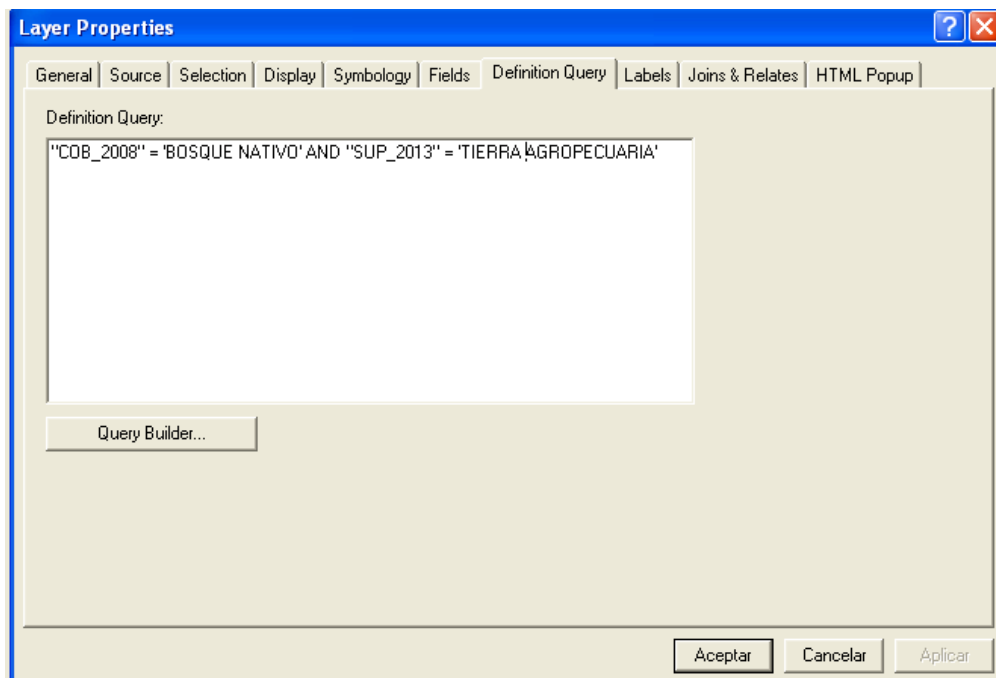 Layer Properties
General Source Selection Display Symology Fields Definition Query Labels Joins & Relates HTML Popup
Definition Query:
"COB_2008" = 'BOSQUE NATIVO' AND "SUP_2013" = 'TIERRA AGROPECUARIA'
Query Builder...
Aceptar Cancelar Aplicar